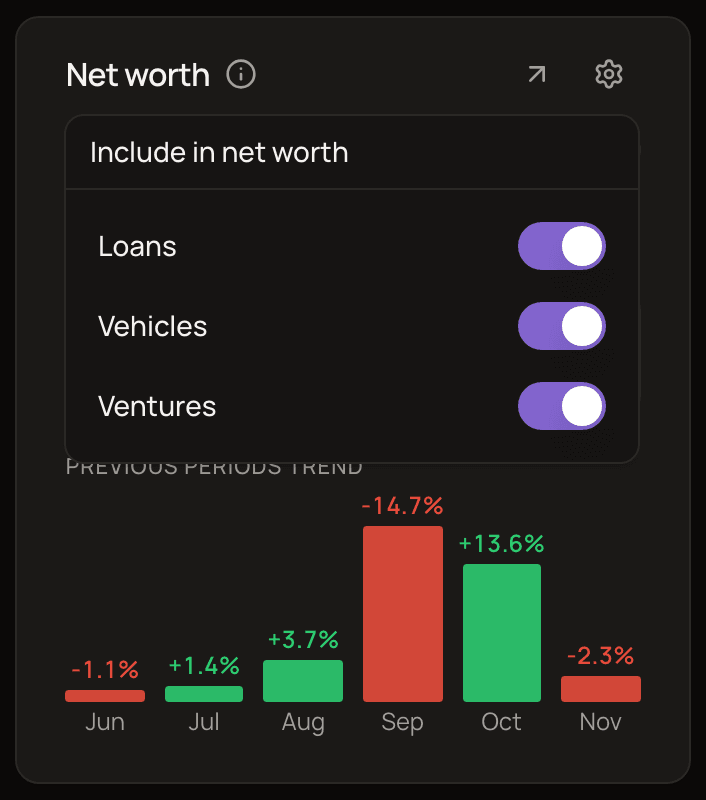 Net worth
Include in net worth
Loans
Vehicles
Ventures
PREVIOUS PERIODS TREND
-14.7%
+13.6%
+3.7%
-2.3%
+1.4%
-1.1%
Jun Jul Aug Sep Oct Nov